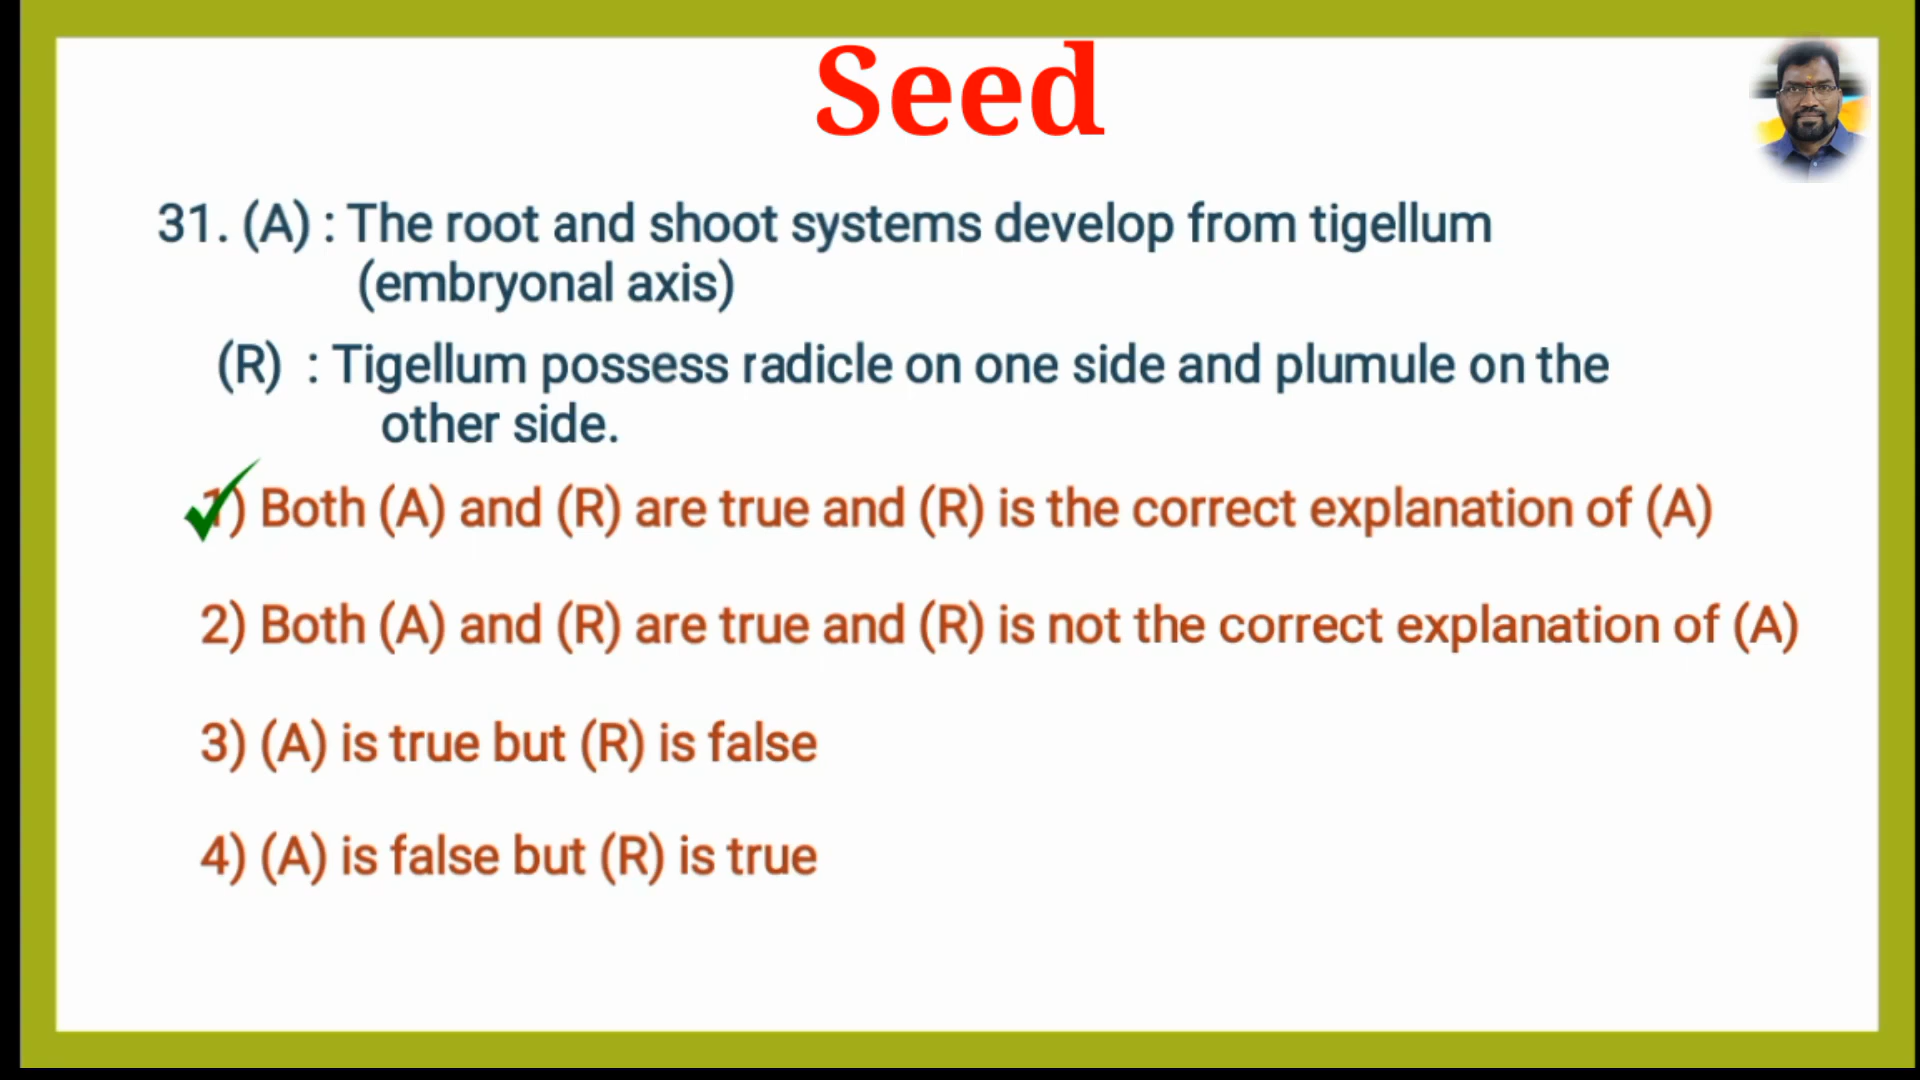 Seed
31. (A) : The root and shoot systems develop from tigellum
(embryonal axis)
(R) : Tigellum possess radicle on one side and plumule on the
other side.
1) Both (A) and (R) are true and (R) is the correct explanation of (A)
2) Both (A) and (R) are true and (R) is not the correct explanation of (A)
3) (A) is true but (R) is false
4) (A) is false but (R) is true